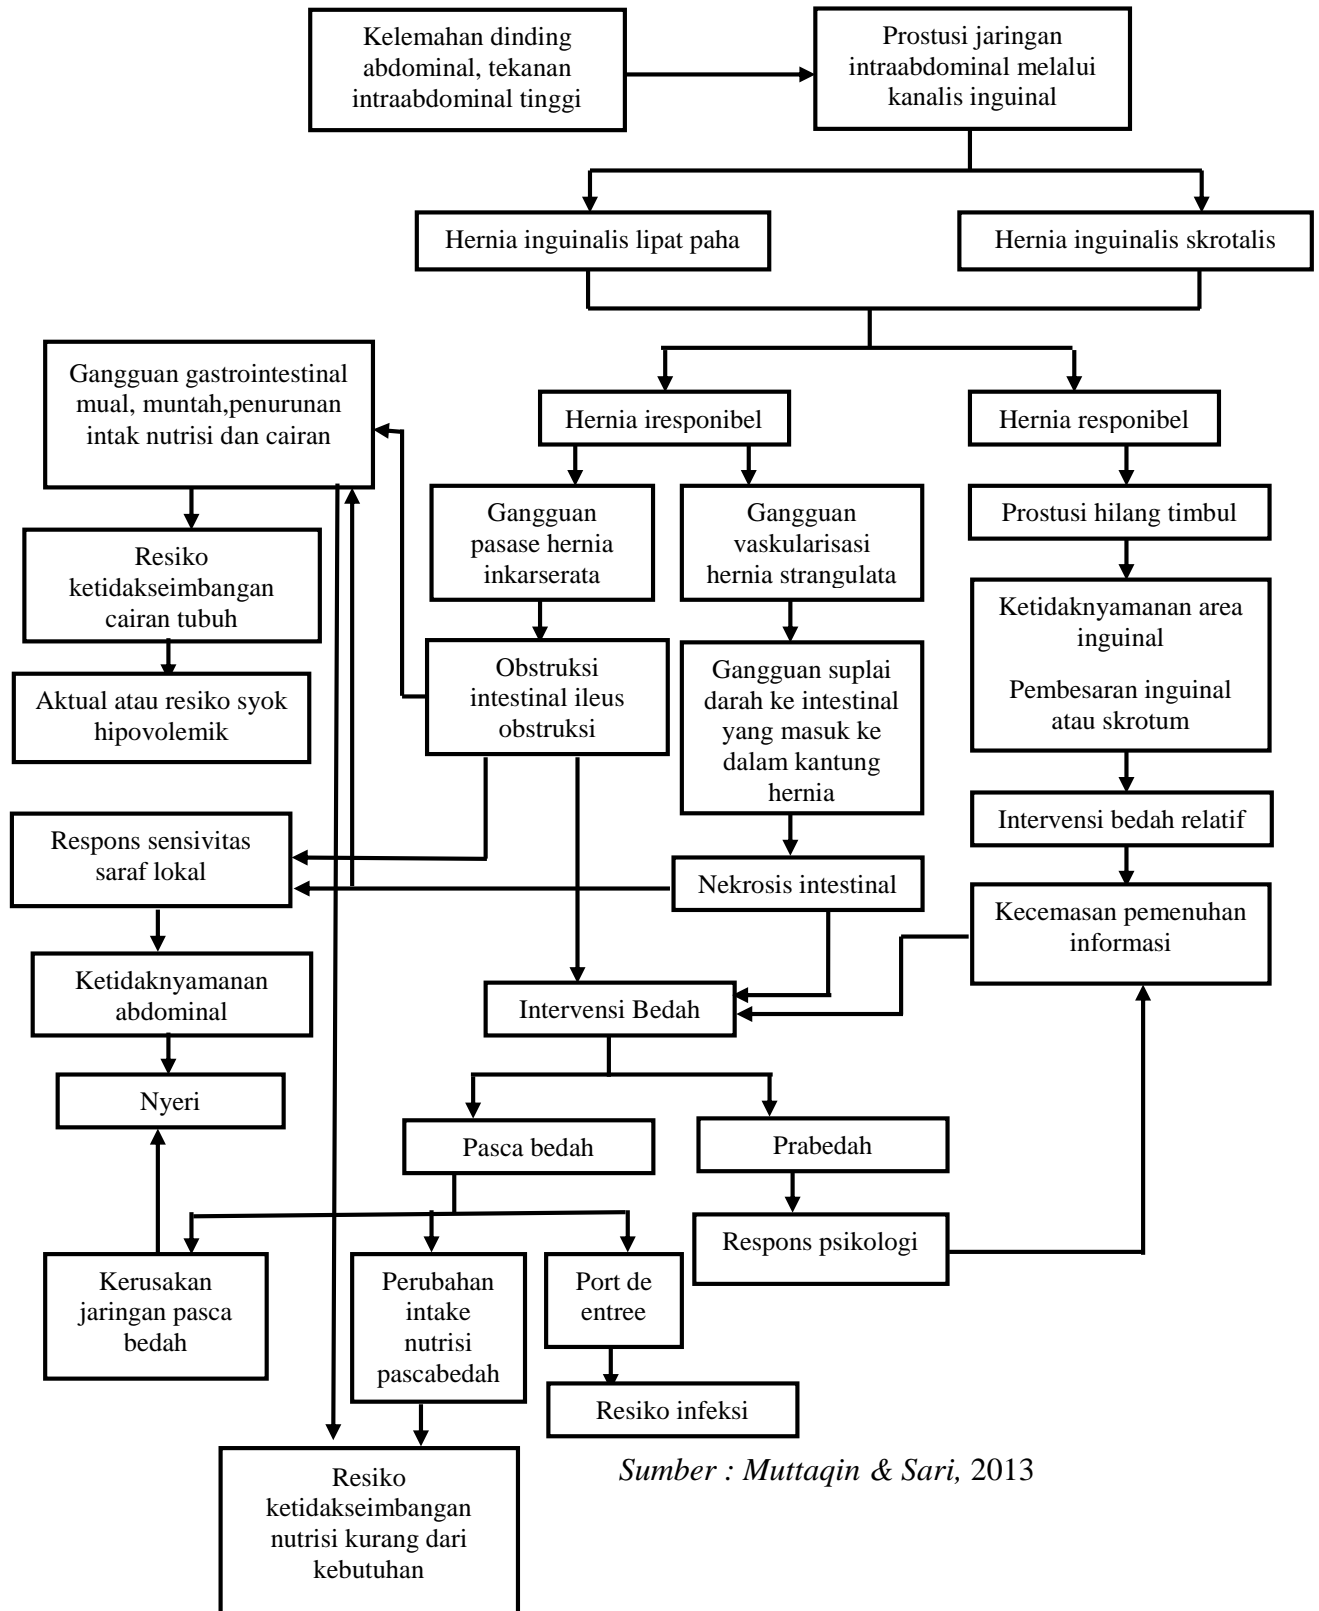 Kelemahan dinding
abdominal, tekanan
intraabdominal tinggi
Prostusi jaringan
intraabdominal melalui
kanalis inguinal
Hernia inguinalis lipat paha
Hernia inguinalis skrotalis
Gangguan gastrointestinal
mual, muntah,penurunan
intak nutrisi dan cairan
Hernia iresponibel
Hernia responibel
Gangguan
pasase hernia
inkarserata
Gangguan
vaskularisasi
hernia strangulata
Prostusi hilang timbul
Resiko
ketidakseimbangan
cairan tubuh
Ketidaknyamanan area
inguinal
Pembesaran inguinal
atau skrotum
Obstruksi
intestinal ileus
obstruksi
Gangguan suplai
darah ke intestinal
yang masuk ke
dalam kantung
hernia
Aktual atau resiko syok
hipovolemik
Intervensi bedah relatif
Respons sensivitas
saraf lokal
Nekrosis intestinal
Kecemasan pemenuhan
informasi
Ketidaknyamanan
abdominal
Intervensi Bedah
Nyeri
Pasca bedah
Prabedah
Respons psikologi
Kerusakan
jaringan pasca
bedah
Perubahan
intake
nutrisi
pascabedah
Port de
entree
Resiko infeksi
Sumber : Muttaqin & Sari, 2013
Resiko
ketidakseimbangan
nutrisi kurang dari
kebutuhan